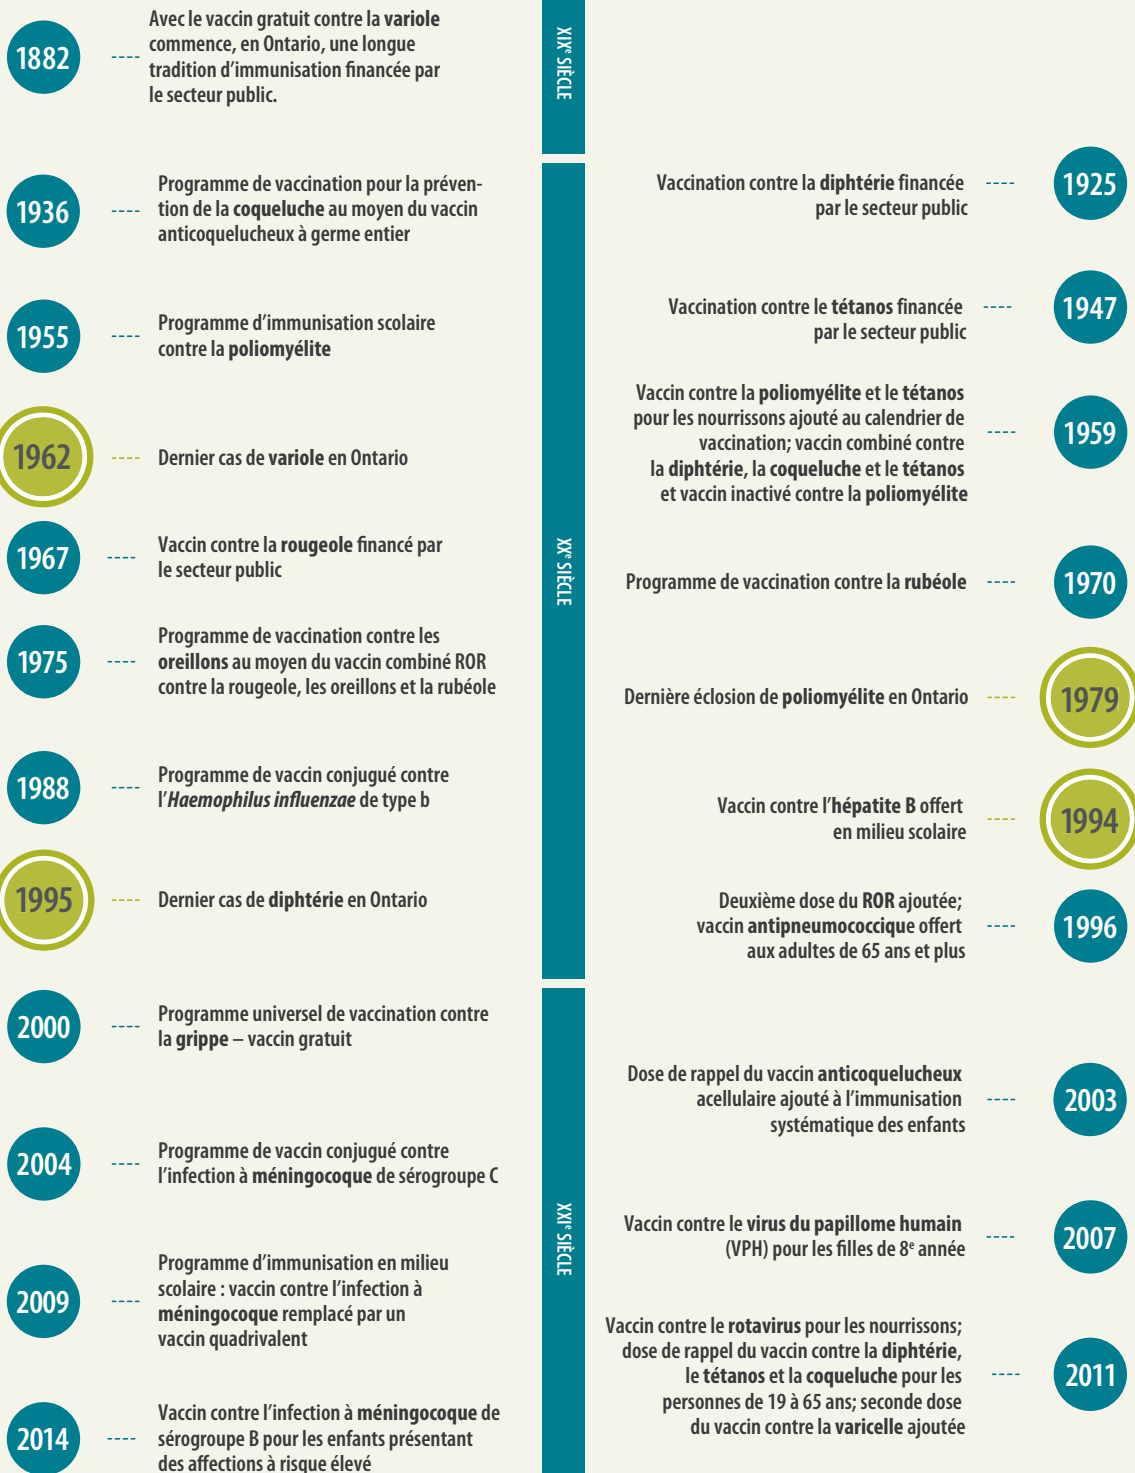 1882
Avec le vaccin gratuit contre la variole
commence, en Ontario, une longue
tradition d’immunisation financée par
le secteur public.
XIXe SIÈCLE
1925
Vaccination contre la diphtérie financée
par le secteur public
1936
Programme de vaccination pour la préven-
tion de la coqueluche au moyen du vaccin
anticoquelucheux à germe entier
1947
Vaccination contre le tétanos financée
par le secteur public
1955
Programme d’immunisation scolaire
contre la poliomyélite
1959
Vaccin contre la poliomyélite et le tétanos
pour les nourrissons ajouté au calendrier de
vaccination; vaccin combiné contre
la diphtérie, la coqueluche et le tétanos
et vaccin inactivé contre la poliomyélite
1962
Dernier cas de variole en Ontario
1967
Vaccin contre la rougeole financé par
le secteur public
XXe SIÈCLE
1970
Programme de vaccination contre la rubéole
1975
Programme de vaccination contre les
oreillons au moyen du vaccin combiné ROR
contre la rougeole, les oreillons et la rubéole
1979
Dernière éclosion de poliomyélite en Ontario
1988
Programme de vaccin conjugué contre
l’Haemophilus influenzae de type b
1994
Vaccin contre l’hépatite B offert
en milieu scolaire
1995
Dernier cas de diphtérie en Ontario
1996
Deuxième dose du ROR ajoutée;
vaccin antipneumococcique offert
aux adultes de 65 ans et plus
2000
Programme universel de vaccination contre
la grippe – vaccin gratuit
2003
Dose de rappel du vaccin anticoquelucheux
acellulaire ajouté à l’immunisation
systématique des enfants
2004
Programme de vaccin conjugué contre
l’infection à méningocoque de sérogroupe C
XXIe SIÈCLE
2007
Vaccin contre le virus du papillome humain
(VPH) pour les filles de 8e année
2009
Programme d’immunisation en milieu
scolaire : vaccin contre l’infection à
méningocoque remplacé par un
vaccin quadrivalent
2011
Vaccin contre le rotavirus pour les nourrissons;
dose de rappel du vaccin contre la diphtérie,
le tétanos et la coqueluche pour les
personnes de 19 à 65 ans; seconde dose
du vaccin contre la varicelle ajoutée
2014
Vaccin contre l’infection à méningocoque de
sérogroupe B pour les enfants présentant
des affections à risque élevé